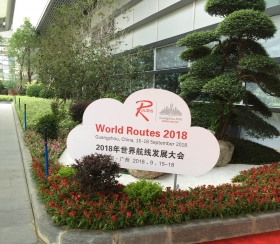 Routes
World Routes 2018
Guangzhou, China, 15-18 September 2018
2018年世界航线发展大会
中国·广州 2018.9.15-18